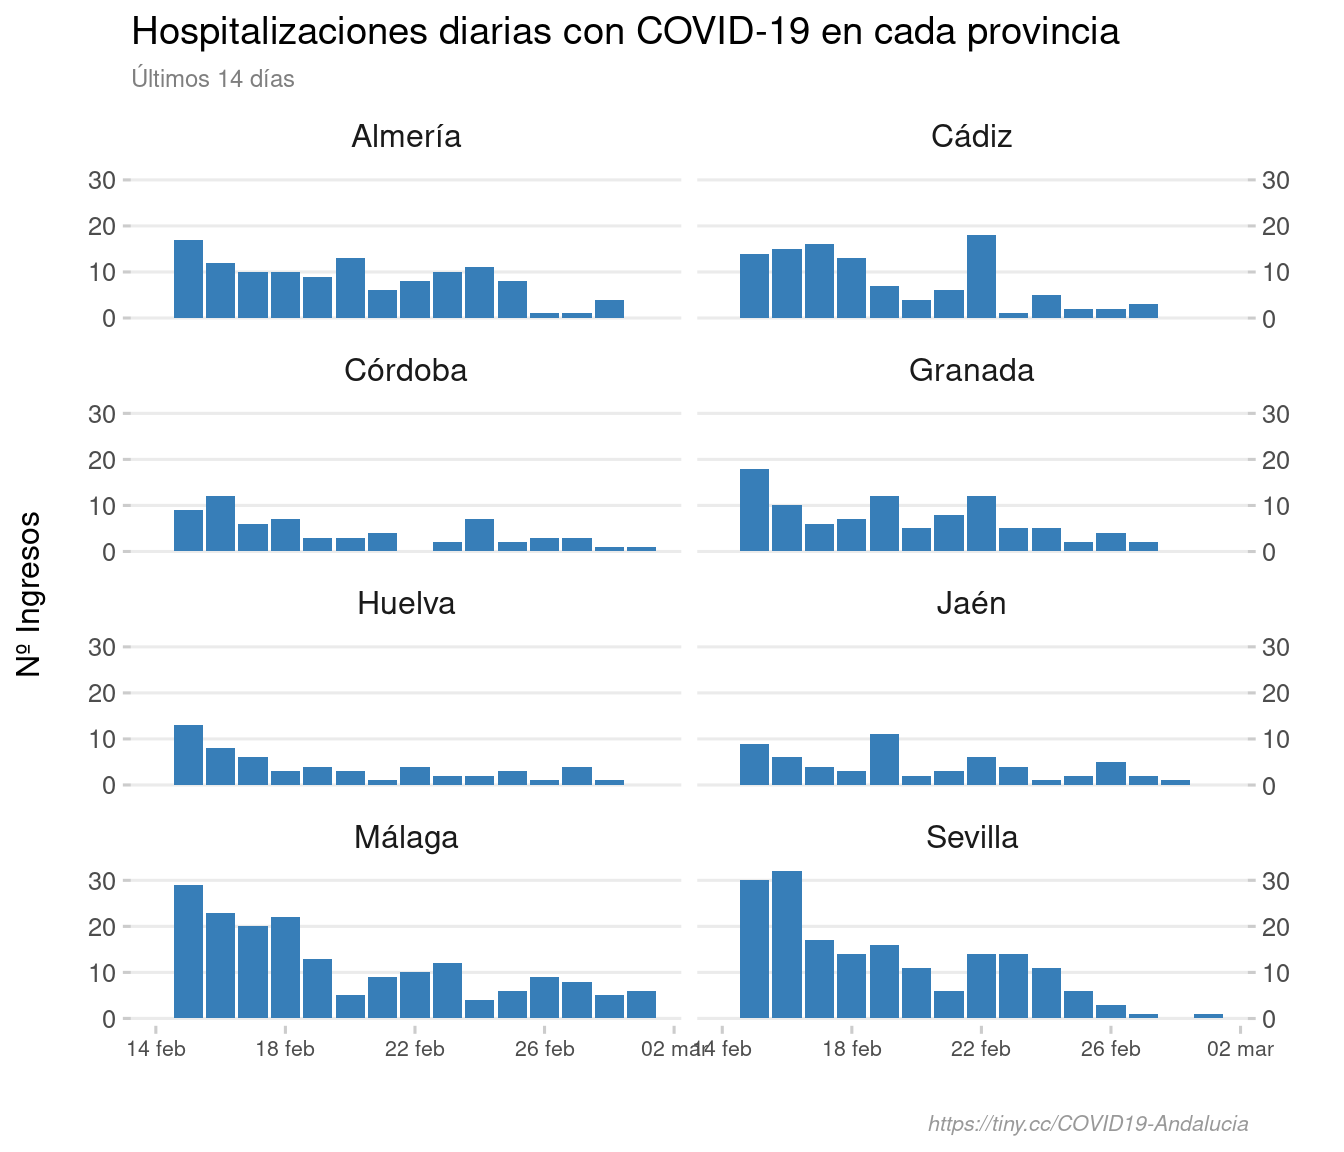 Hospitalizaciones diarias con COVID-19 en cada provincia
Últimos 14 días
Almería
Cádiz
30
20
10
0
30
20
10
0
Córdoba
Granada
30
20
10
0
30
20
10
0
Nº Ingresos
Huelva
Jaén
30
20
10
0
30
20
10
0
Málaga
Sevilla
30
20
10
0
30
20
10
0
14 feb 18 feb 22 feb 26 feb 02 mar
14 feb 18 feb 22 feb 26 feb 02 mar
https://tiny.cc/COVID19-Andalucia